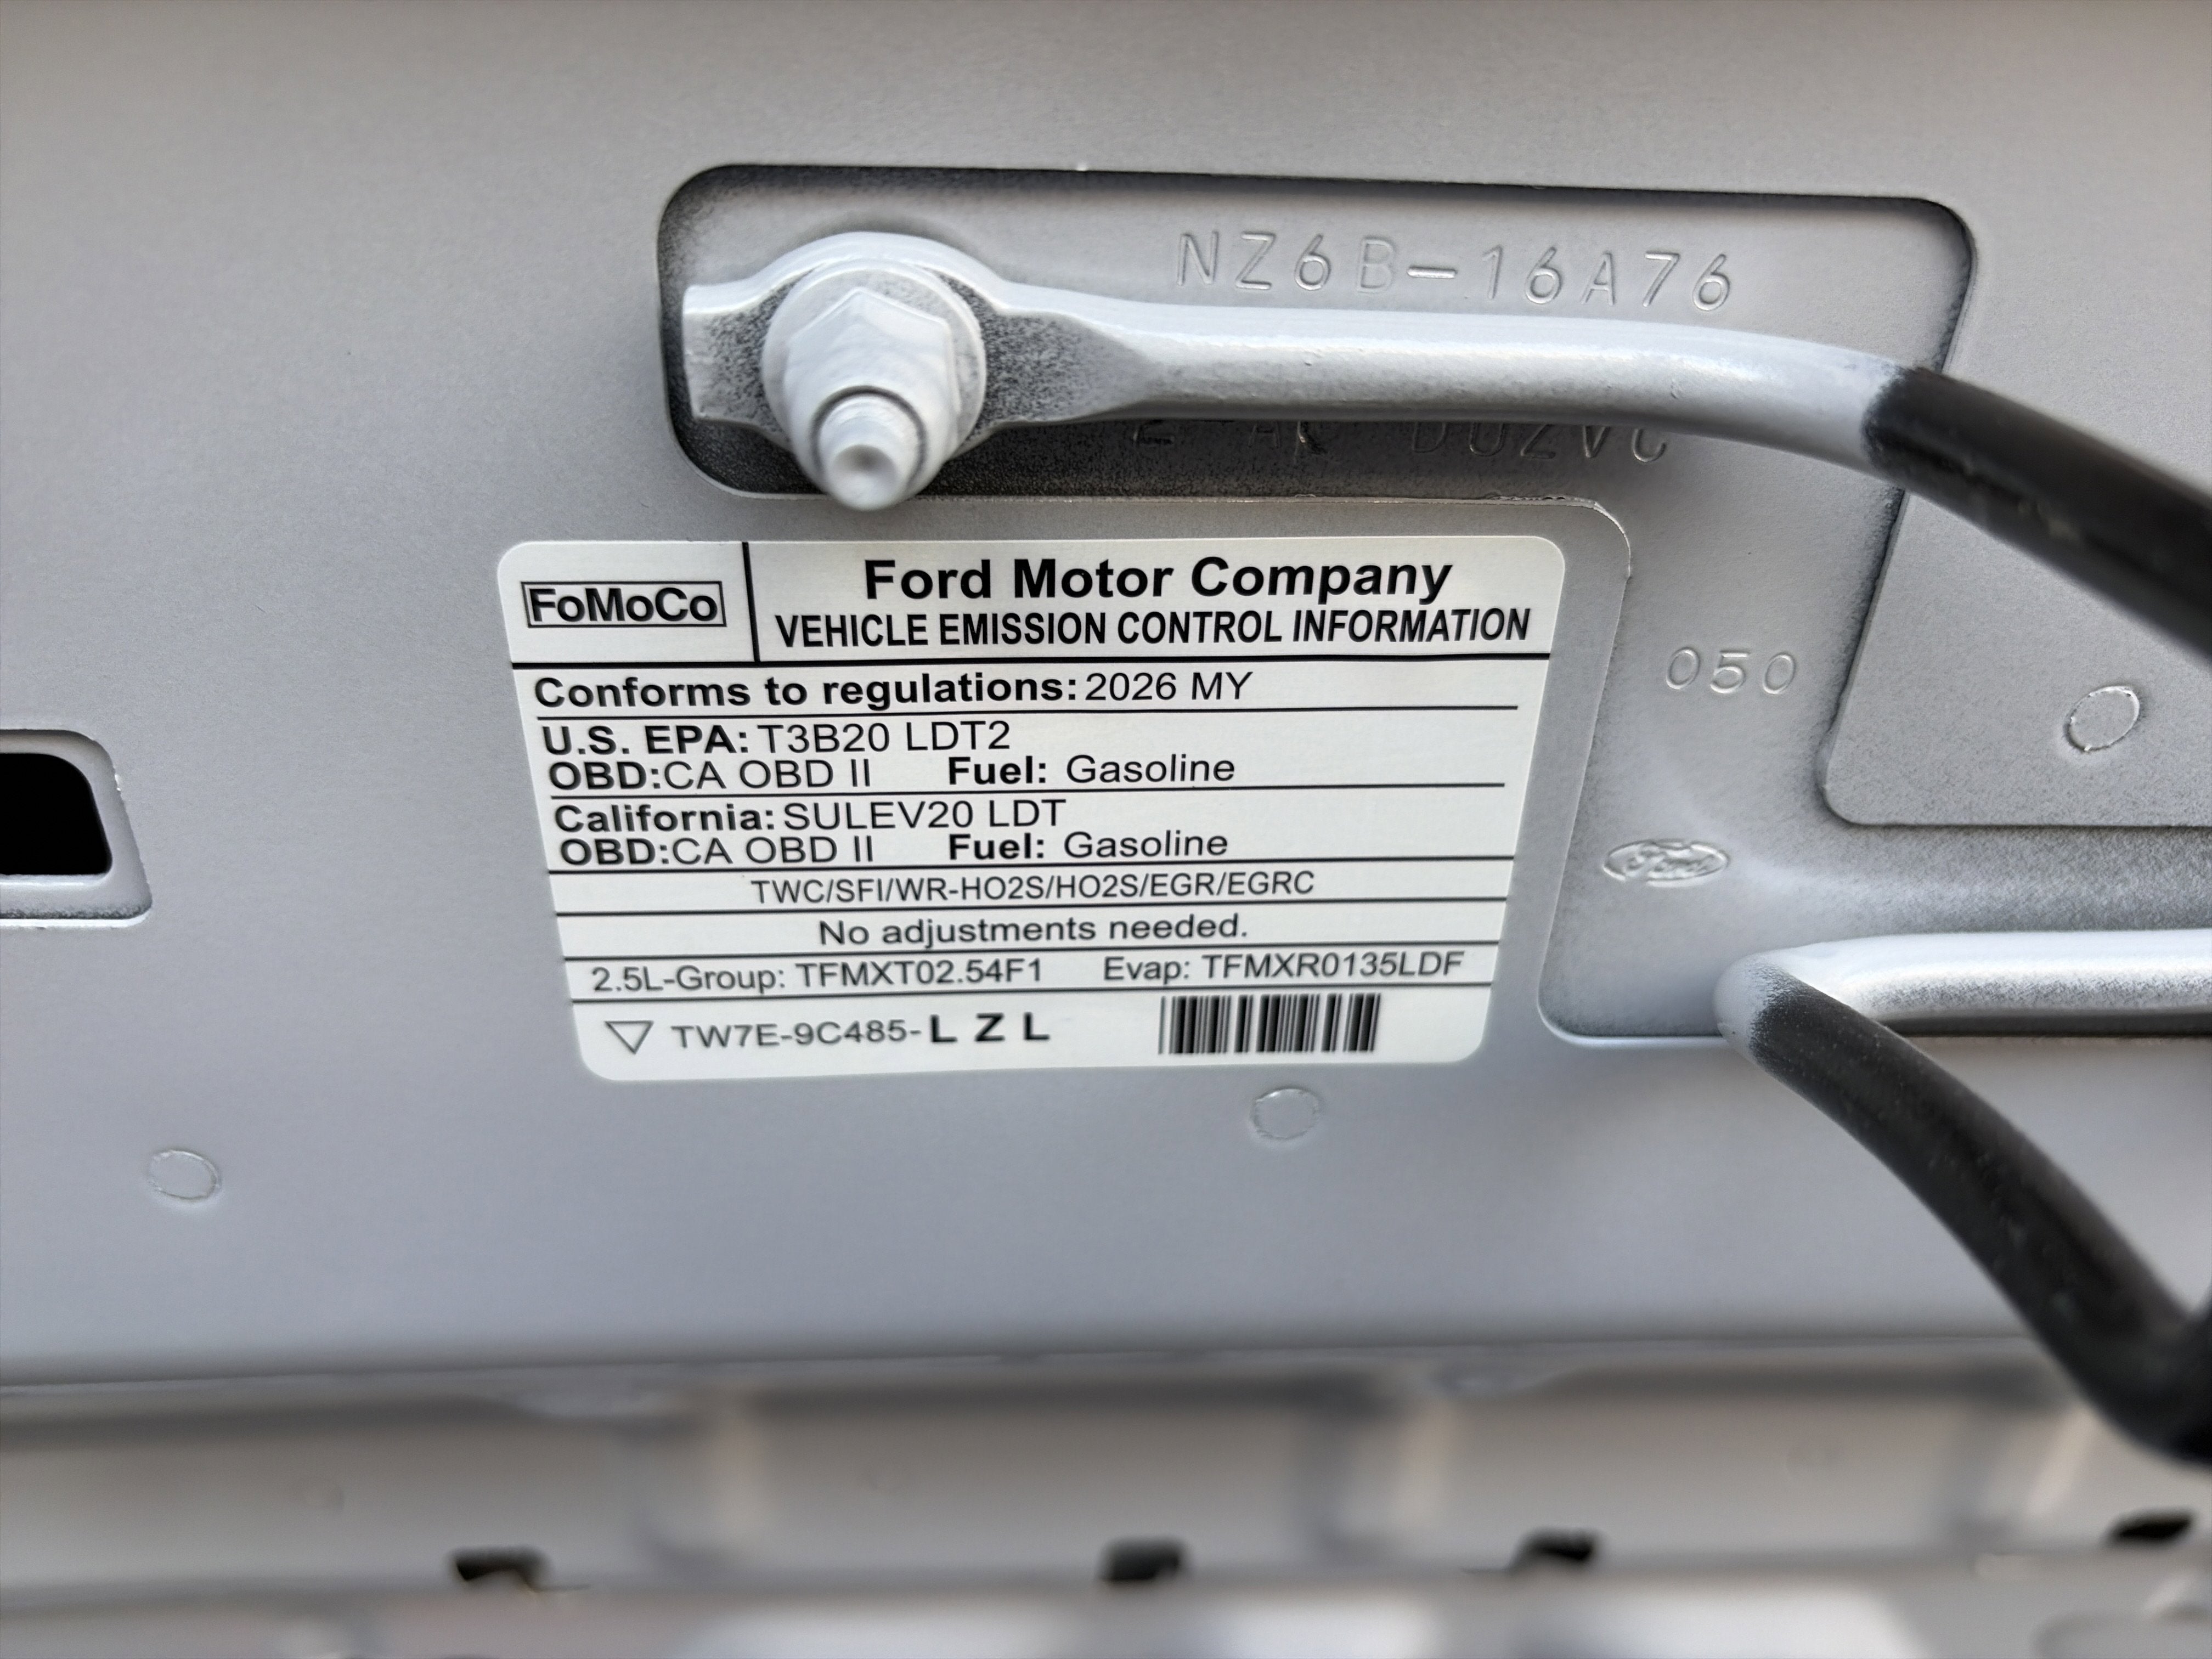 NZ6B-16A76
DUZVC
FoMoCo
Ford Motor Company
VEHICLE EMISSION CONTROL INFORMATION
Conforms to regulations: 2026 MY
U.S. EPA: T3B20 LDT2
OBD:CA OBD II Fuel: Gasoline
California: SULEV20 LDT
OBD:CA OBD II Fuel: Gasoline
TWC/SFI/WR-HO2S/HO2S/EGR/EGRC
No adjustments needed.
2.5L-Group: TFMXT02.54F1 Evap: TFMXR0135LDF
TW7E-9C485-L Z L
050
Ford